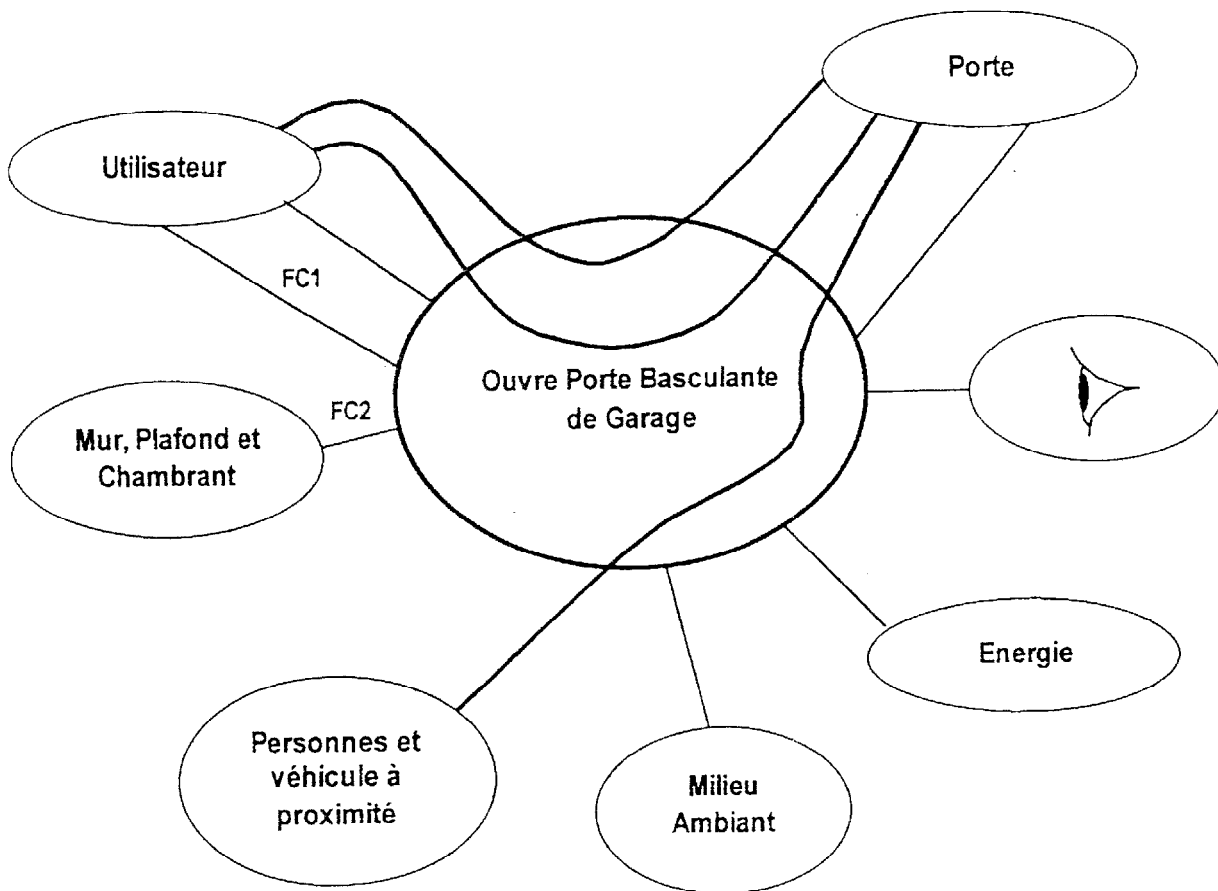 Porte
Utilisateur
FC1
Ouvre Porte Basculante
de Garage
FC2
Mur, Plafond et
Chambrant
Energie
Personnes et
véhicule à
proximité
Milieu
Ambiant